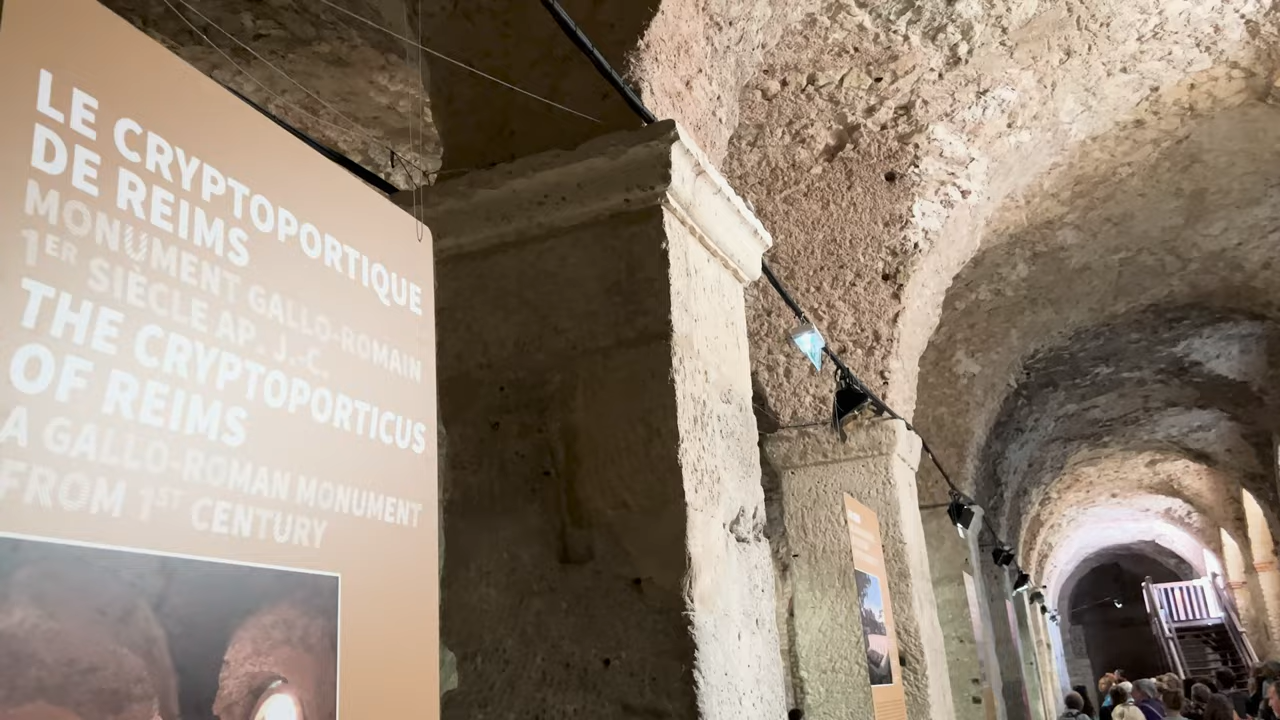 LE CRYPTOPORTIQUE
DE REIMS
MONUMENT GALLO-ROMAIN
1ER SIÈCLE AP. J.-C.
THE CRYPTOPORTICUS
OF REIMS
A GALLO-ROMAN MONUMENT
FROM 1ST CENTURY